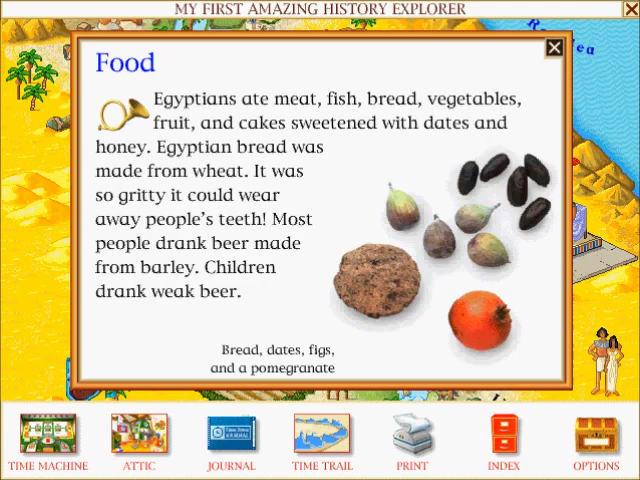 MY FIRST AMAZING HISTORY EXPLORER
Food
Egyptians ate meat, fish, bread, vegetables,
fruit, and cakes sweetened with dates and
honey. Egyptian bread was
made from wheat. It was
so gritty it could wear
away people's teeth! Most
people drank beer made
from barley. Children
drank weak beer.
Bread, dates, figs,
and a pomegranate
TIME MACHINE
ATTIC
JOURNAL
TIME TRAIL
PRINT
INDEX
OPTIONS